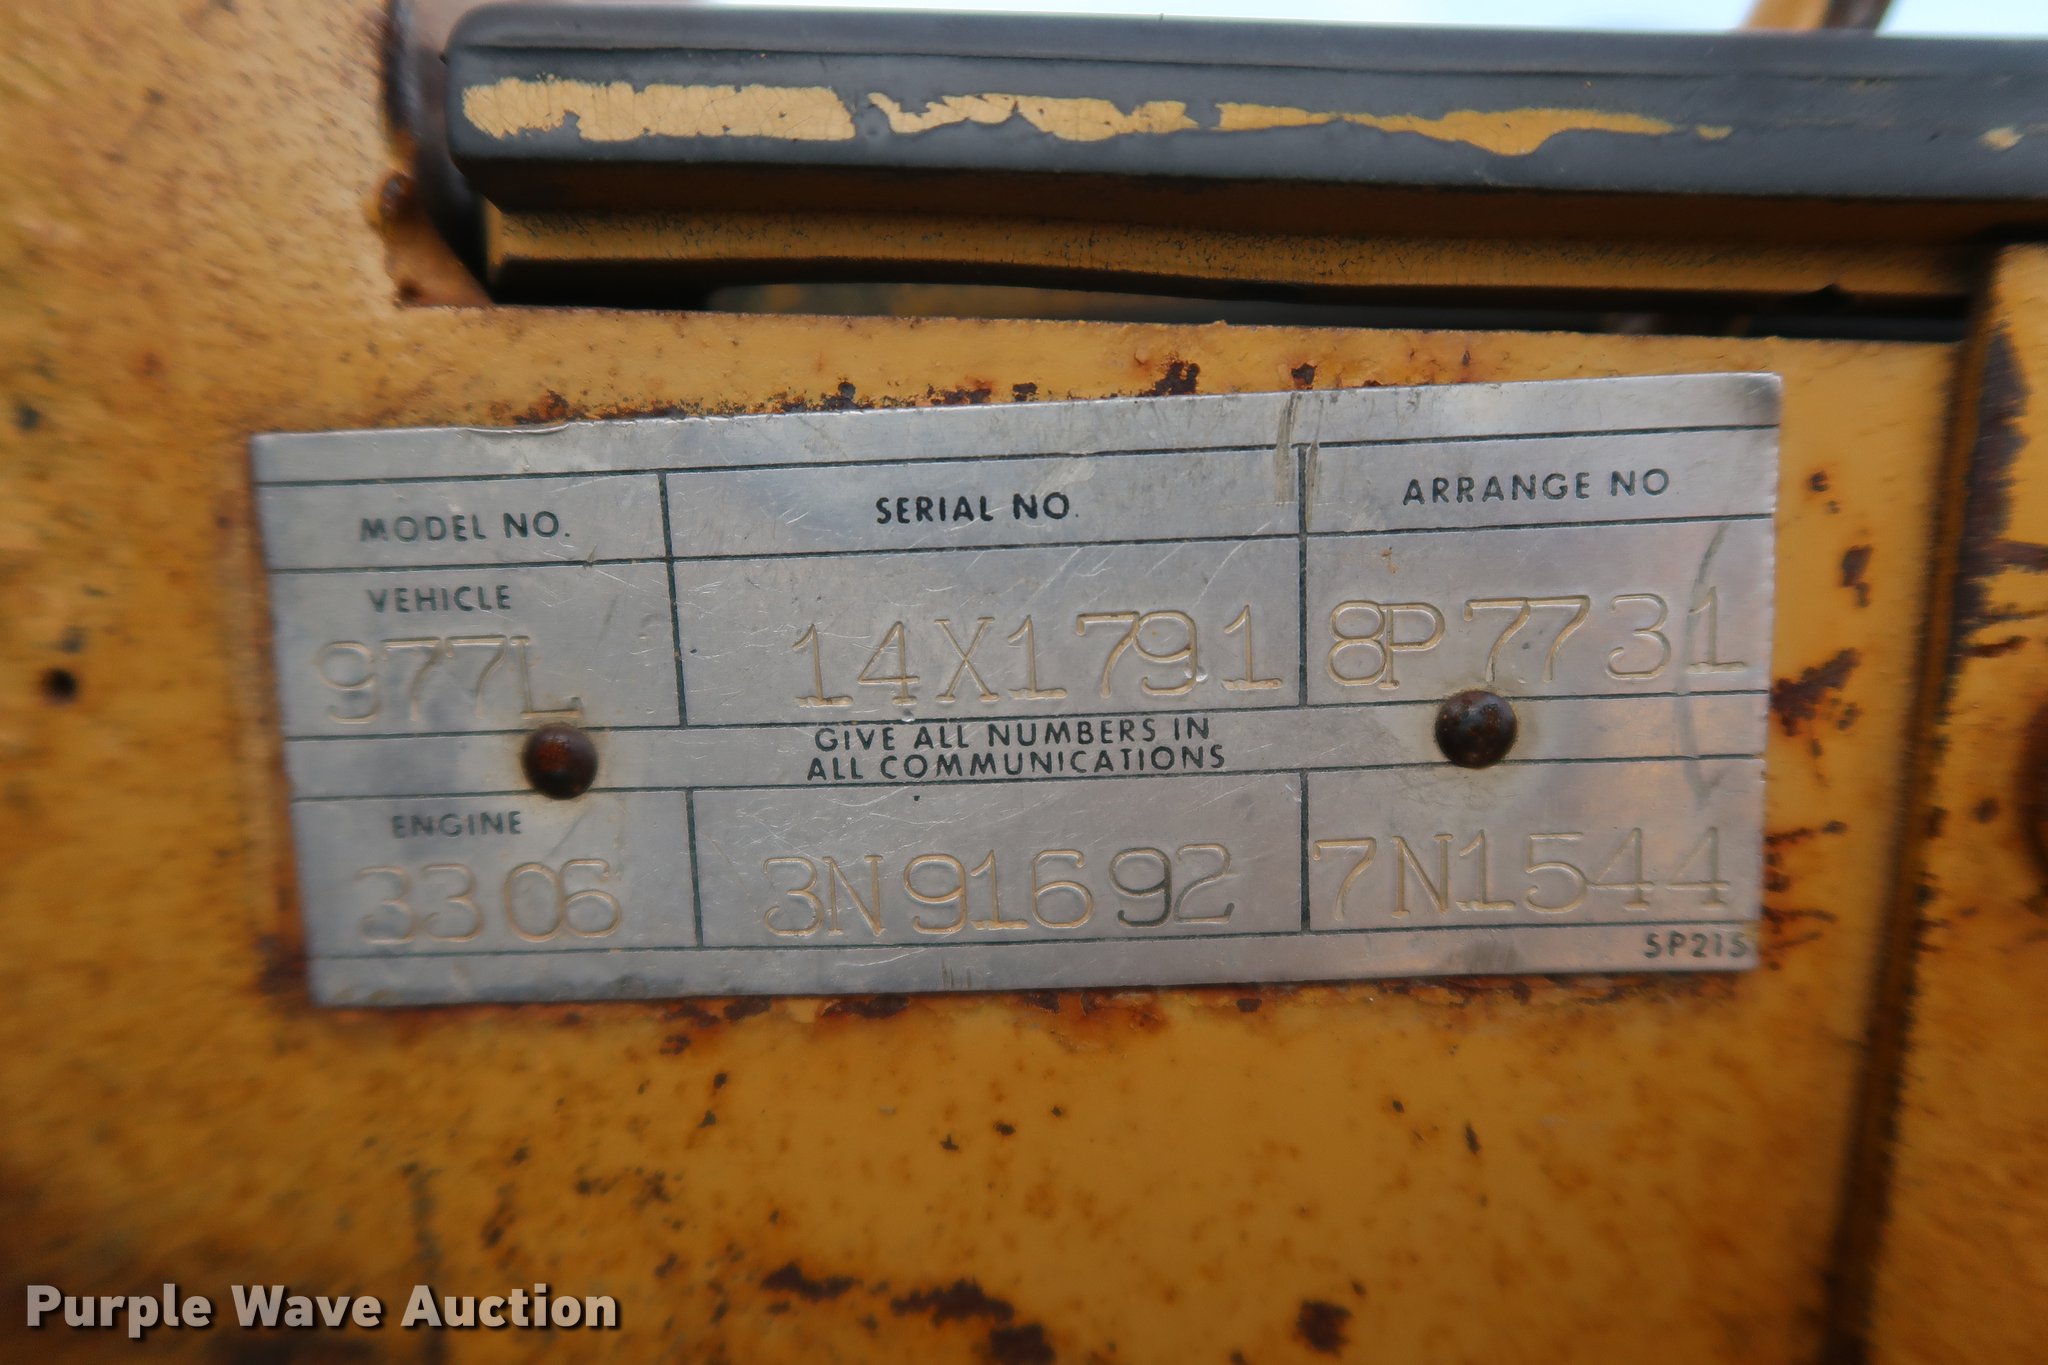 MODEL NO. SERIAL NO. ARRANGE NO
VEHICLE
977L 14X1791 8P7731
GIVE ALL NUMBERS IN
ALL COMMUNICATIONS
ENGINE
3306 3N91692 7N1544
SP215
Purple Wave Auction